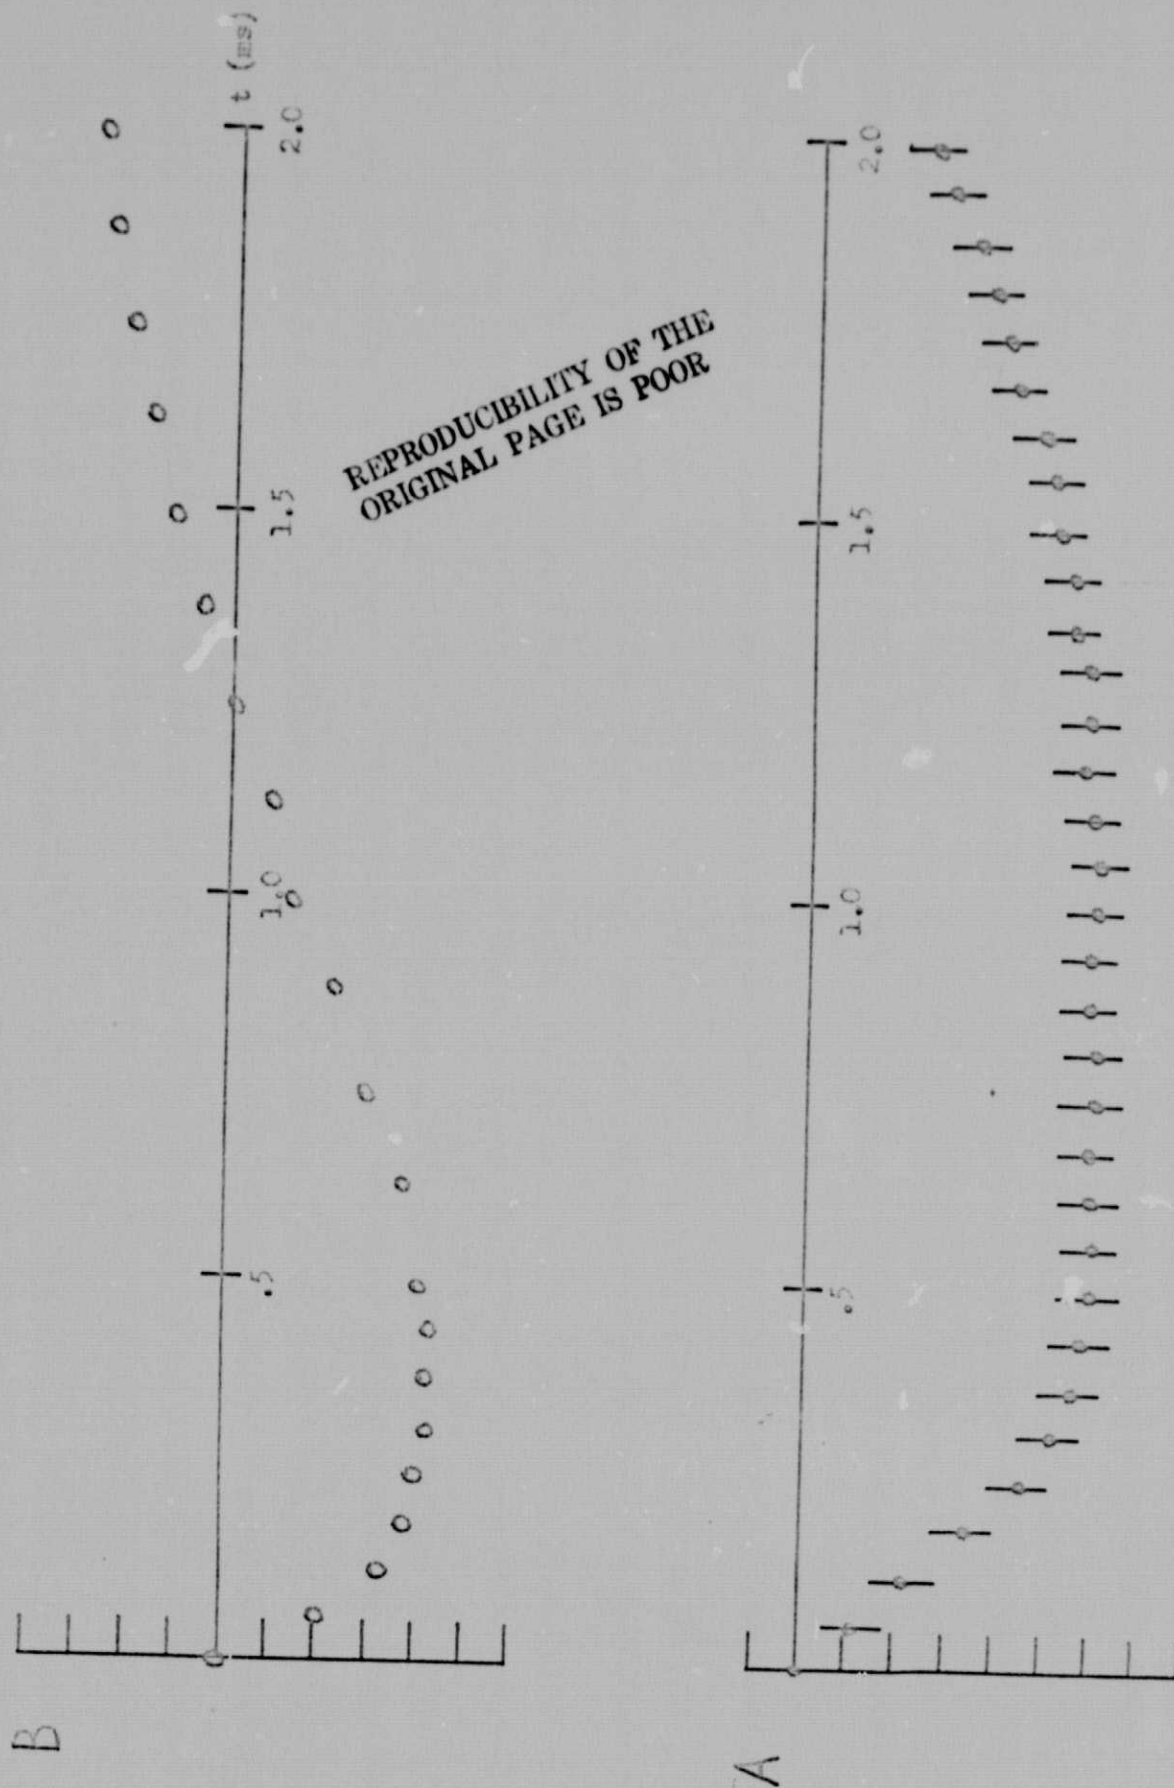 B
t (ms)
.5
1.0
1.5
2.0
REPRODUCIBILITY OF THE
ORIGINAL PAGE IS POOR
A
.5
1.0
1.5
2.0